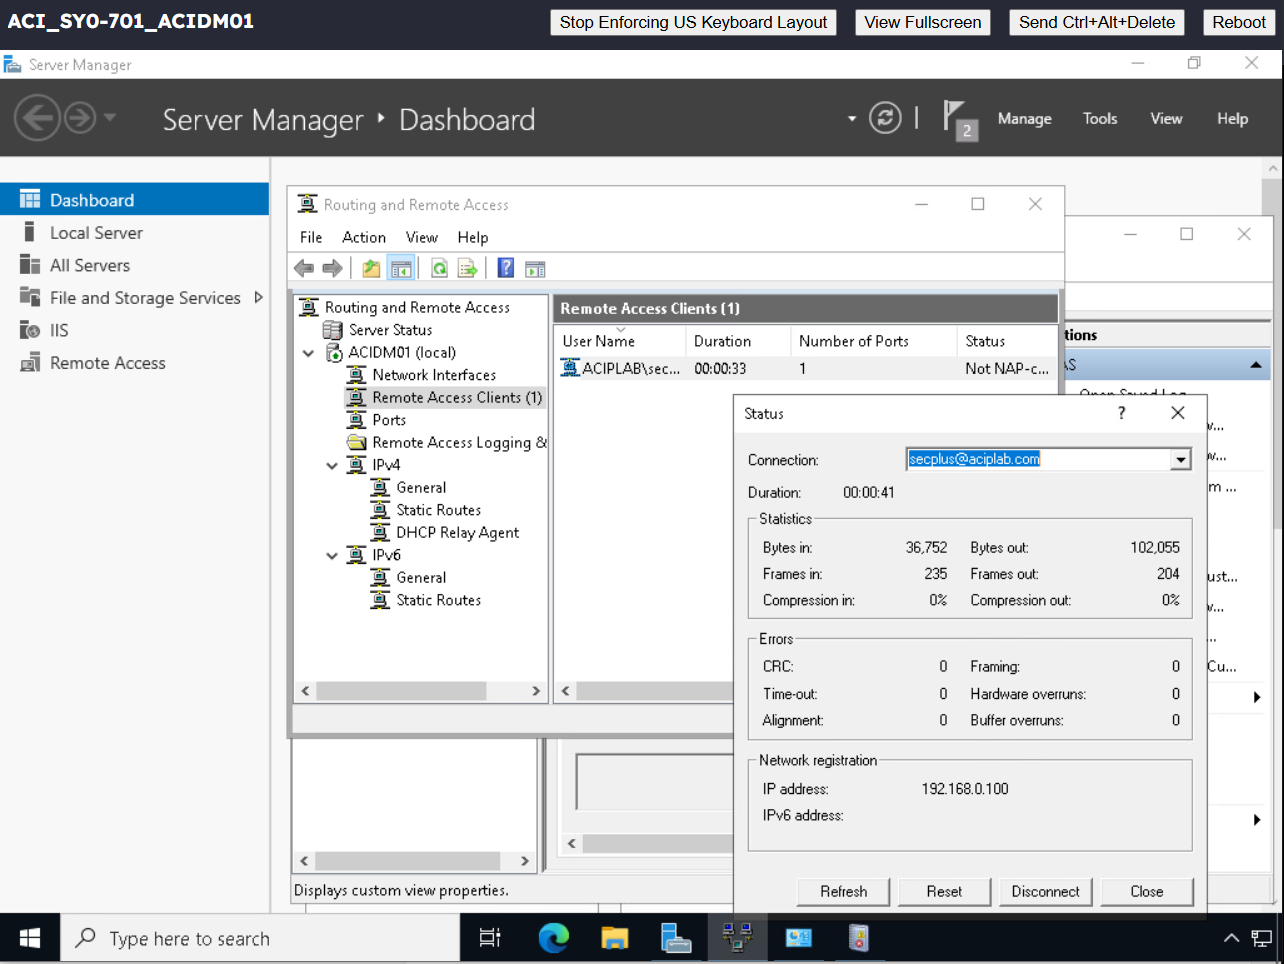 ACI_SY0-701_ACIDM01
Stop Enforcing US Keyboard Layout
View Fullscreen
Send Ctrl+Alt+Delete
Reboot
Server Manager
Server Manager
Dashboard
2
Manage
Tools
View
Help
Dashboard
Local Server
All Servers
File and Storage Services
IIS
Remote Access
Routing and Remote Access
File
Action
View
Help
Routing and Remote Access
Server Status
ACIDM01 (local)
Network Interfaces
Remote Access Clients (1)
Ports
Remote Access Logging &
IPv4
General
Static Routes
DHCP Relay Agent
IPv6
General
Static Routes
Remote Access Clients (1)
User Name
Duration
Number of Ports
Status
ACIPLAB\sec...
00:00:33
1
Not NAP-c...
Status
?
Connection:
secplus@aciplab.com
Duration:
00:00:41
Statistics
Bytes in:
36,752
Bytes out:
102,055
Frames in:
235
Frames out:
204
Compression in:
0%
Compression out:
0%
Errors
CRC:
0
Framing:
0
Time-out:
0
Hardware overruns:
0
Alignment:
0
Buffer overruns:
0
Network registration
IP address:
192.168.0.100
IPv6 address:
Refresh
Reset
Disconnect
Close
tions
Displays custom view properties.
Type here to search